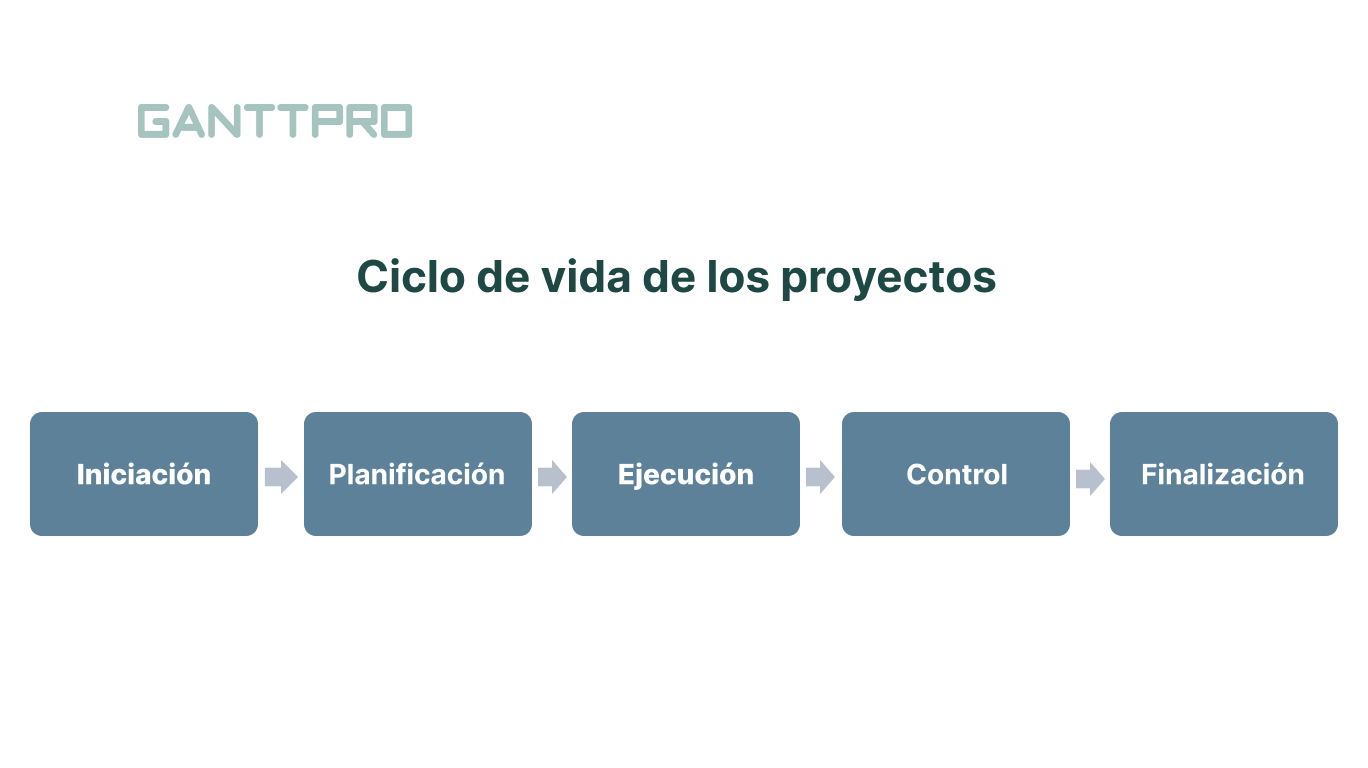 GANTTPRO
Ciclo de vida de los proyectos
Iniciación
Planificación
Ejecución
Control
Finalización